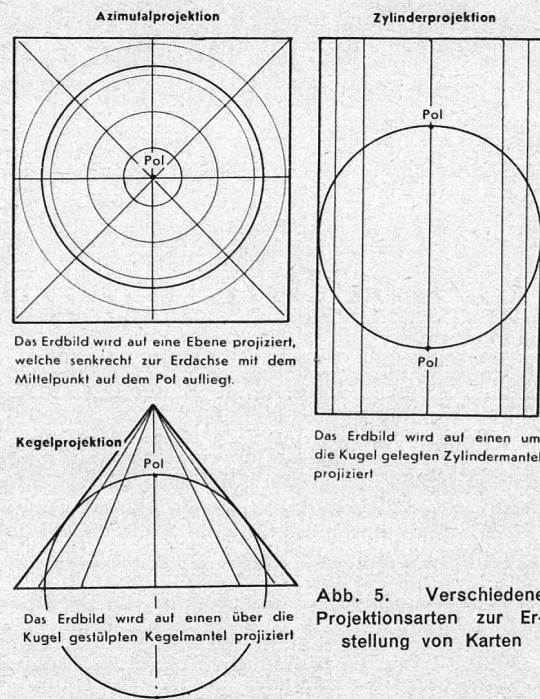 Azimutalprojektion
Pol
Das Erdbild wird auf eine Ebene projiziert,
welche senkrecht zur Erdachse mit dem
Mittelpunkt auf dem Pol aufliegt.
Zylinderprojektion
Pol
Pol
Das Erdbild wird auf einen um
die Kugel gelegten Zylindermantel
projiziert
Kegelprojektion
Pol
Das Erdbild wird auf einen über die
Kugel gestülpten Kegelmantel projiziert
Abb. 5. Verschiedene
Projektionsarten zur Er-
stellung von Karten